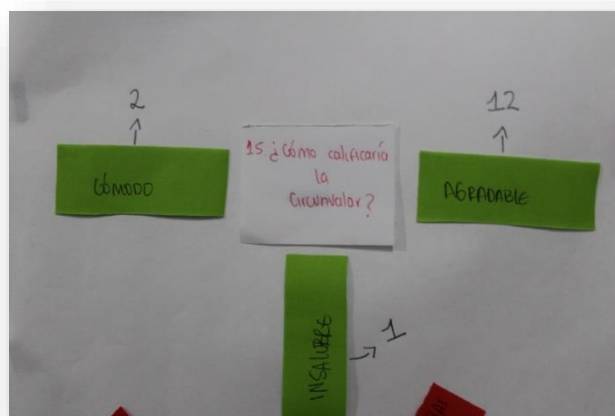 2
12
15 ¿Cómo calificaría
la
Circunvalar?
CÓMODO
AGRADABLE
INSALUBRE
1